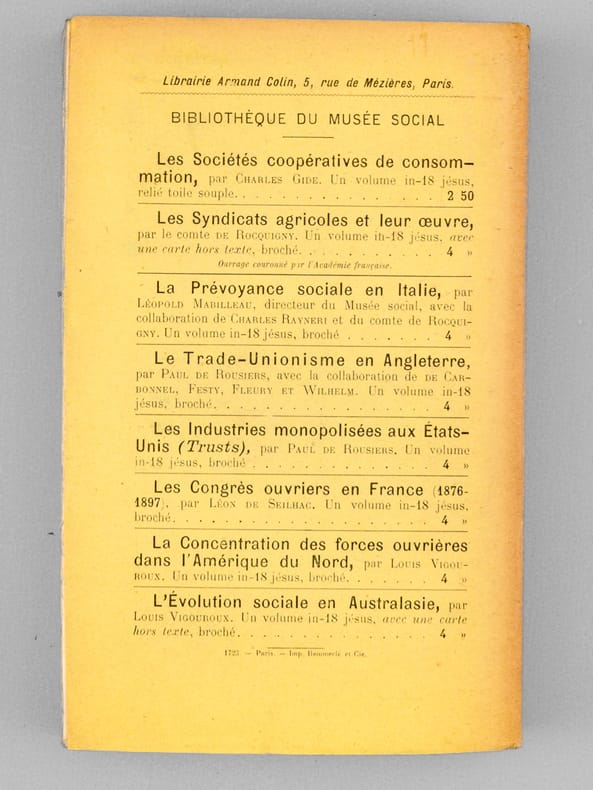 Librairie Armand Colin, 5, rue de Mézières, Paris.
BIBLIOTHÈQUE DU MUSÉE SOCIAL
Les Sociétés coopératives de consom-
mation, par CHARLES GIDE. Un volume in-18 jésus,
relié toile souple. . . . . . . . . . . . . . . . 2 50
Les Syndicats agricoles et leur œuvre,
par le comte DE ROCQUIGNY. Un volume in-18 jésus, avec
une carte hors texte, broché. . . . . . . . . . . 4 »
Ouvrage couronné par l'Académie française.
La Prévoyance sociale en Italie, par
LÉOPOLD MABILLEAU, directeur du Musée social, avec la
collaboration de CHARLES RAYNERI et du comte DE ROCQUI-
GNY. Un volume in-18 jésus, broché . . . . . . . 4 »
Le Trade-Unionisme en Angleterre,
par PAUL DE ROUSIERS, avec la collaboration de DE CAR-
BONNEL, FESTY, FLEURY ET WILHELM. Un volume in-18
jésus, broché. . . . . . . . . . . . . . . . . . 4 »
Les Industries monopolisées aux États-
Unis (Trusts), par PAUL DE ROUSIERS. Un volume
in-18 jésus, broché . . . . . . . . . . . . . . . 4 »
Les Congrès ouvriers en France (1876-
1897), par LÉON DE SEILHAC. Un volume in-18 jésus,
broché. . . . . . . . . . . . . . . . . . . . . 4 »
La Concentration des forces ouvrières
dans l'Amérique du Nord, par LOUIS VIGOU-
ROUX. Un volume in-18 jésus, broché. . . . . . . 4 »
L'Évolution sociale en Australasie, par
LOUIS VIGOUROUX. Un volume in-18 jésus, avec une carte
hors texte, broché. . . . . . . . . . . . . . . . 4 »
Paris. — Imp. Hemmerlé et Cie.